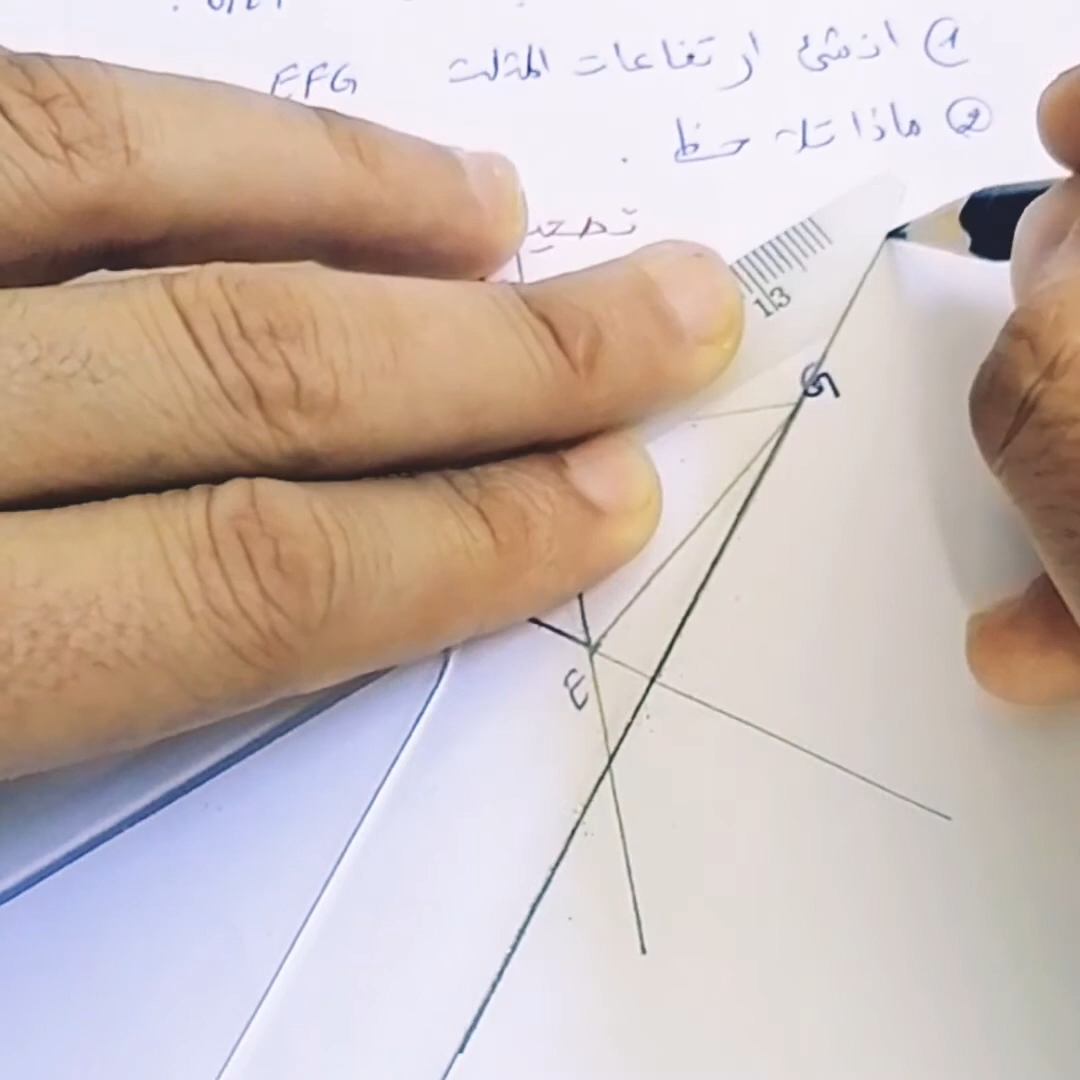 ① انشئ ارتفاعات المثلث EFG
② ماذا تلاحظ .
13
G
E